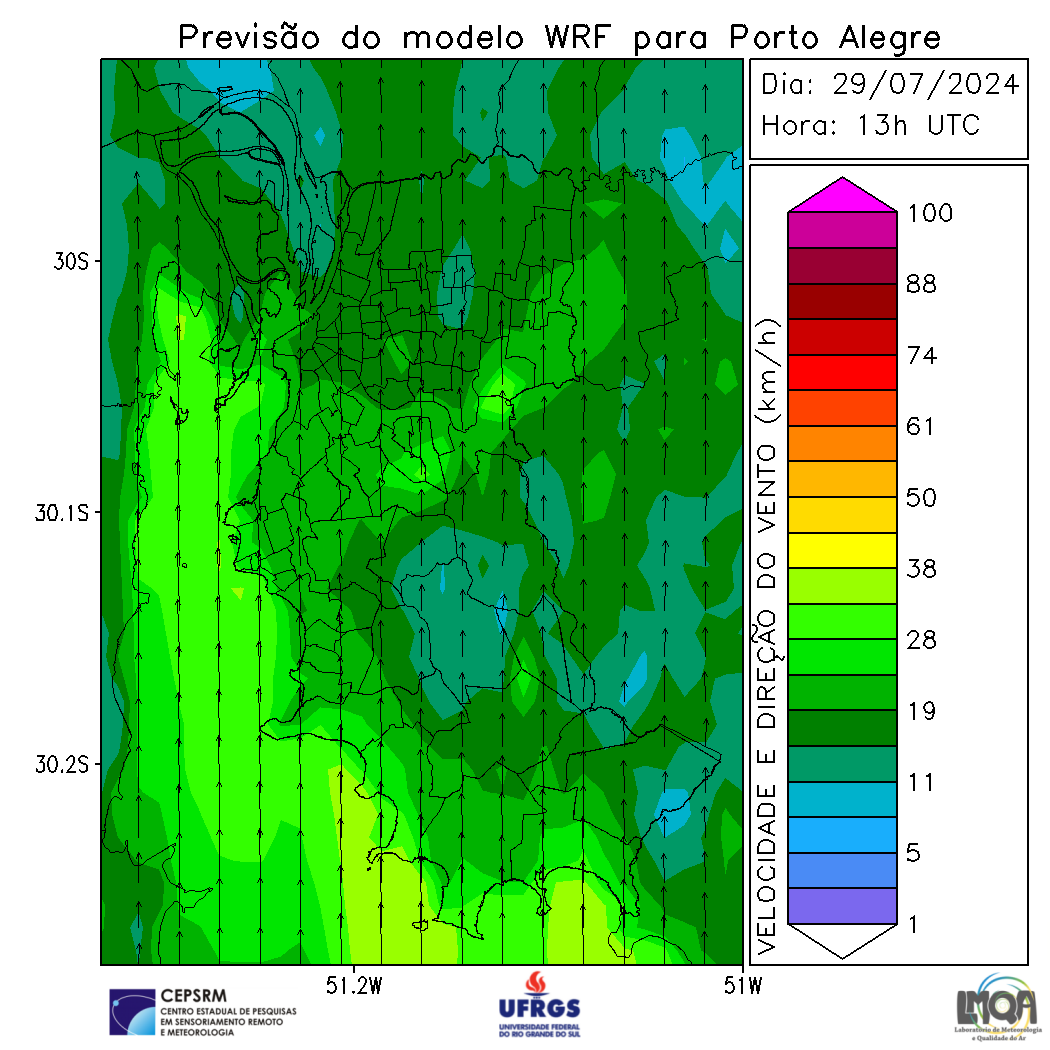 Previsão do modelo WRF para Porto Alegre
Dia: 29/07/2024
Hora: 13h UTC
30S
30.1S
30.2S
51.2W
51W
VELOCIDADE E DIREÇÃO DO VENTO (km/h)
100
88
74
61
50
38
28
19
11
5
1
CEPSRM
CENTRO ESTADUAL DE PESQUISAS
EM SENSORIAMENTO REMOTO
E METEOROLOGIA
UFRGS
UNIVERSIDADE FEDERAL
DO RIO GRANDE DO SUL
LMQA
Laboratório de Meteorologia
e Qualidade do Ar